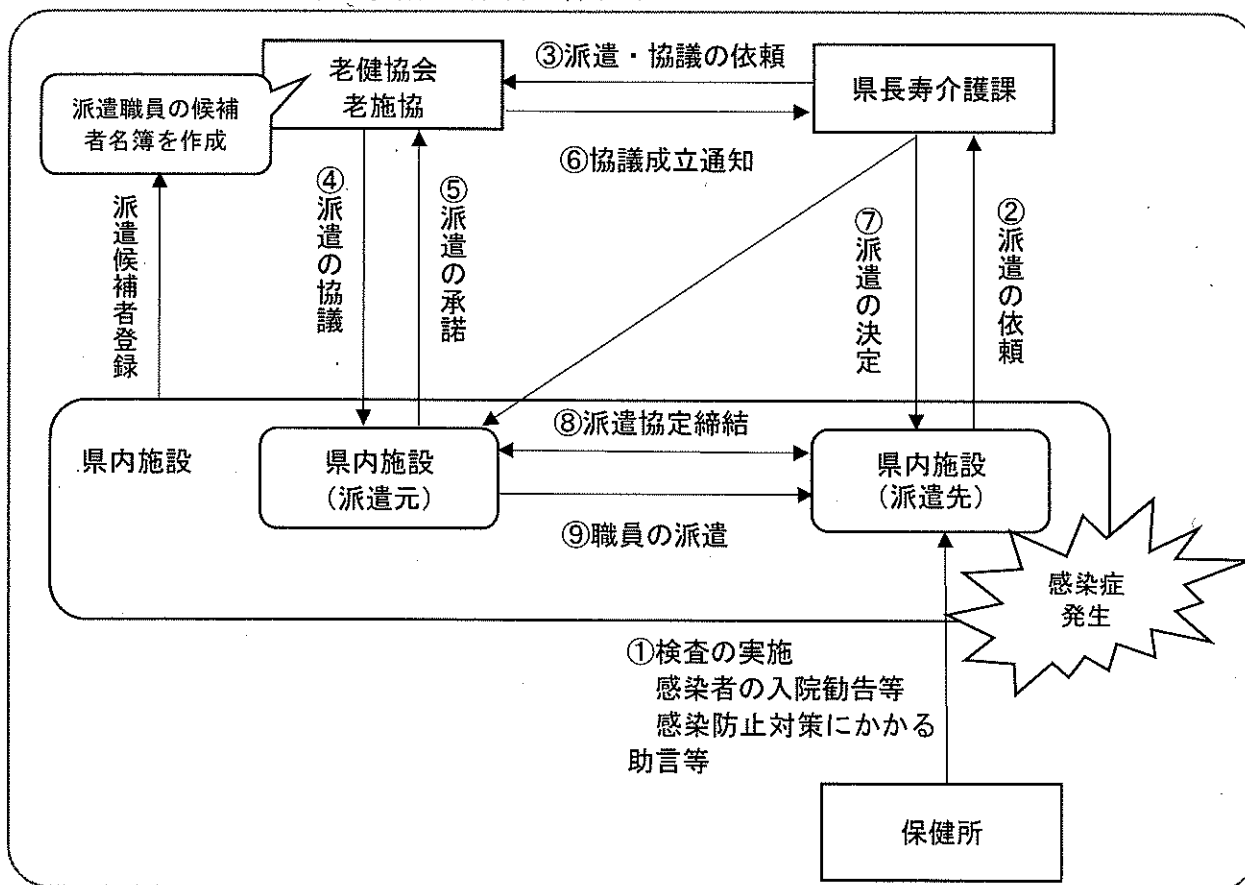 老健協会
老施協
派遣職員の候補
者名簿を作成
③派遣・協議の依頼
県長寿介護課
⑥協議成立通知
派遣候補者登録
④派遣の協議
⑤派遣の承諾
⑦派遣の決定
②派遣の依頼
県内施設
県内施設
(派遣元)
⑧派遣協定締結
県内施設
(派遣先)
⑨職員の派遣
感染症
発生
①検査の実施
感染者の入院勧告等
感染防止対策にかかる
助言等
保健所